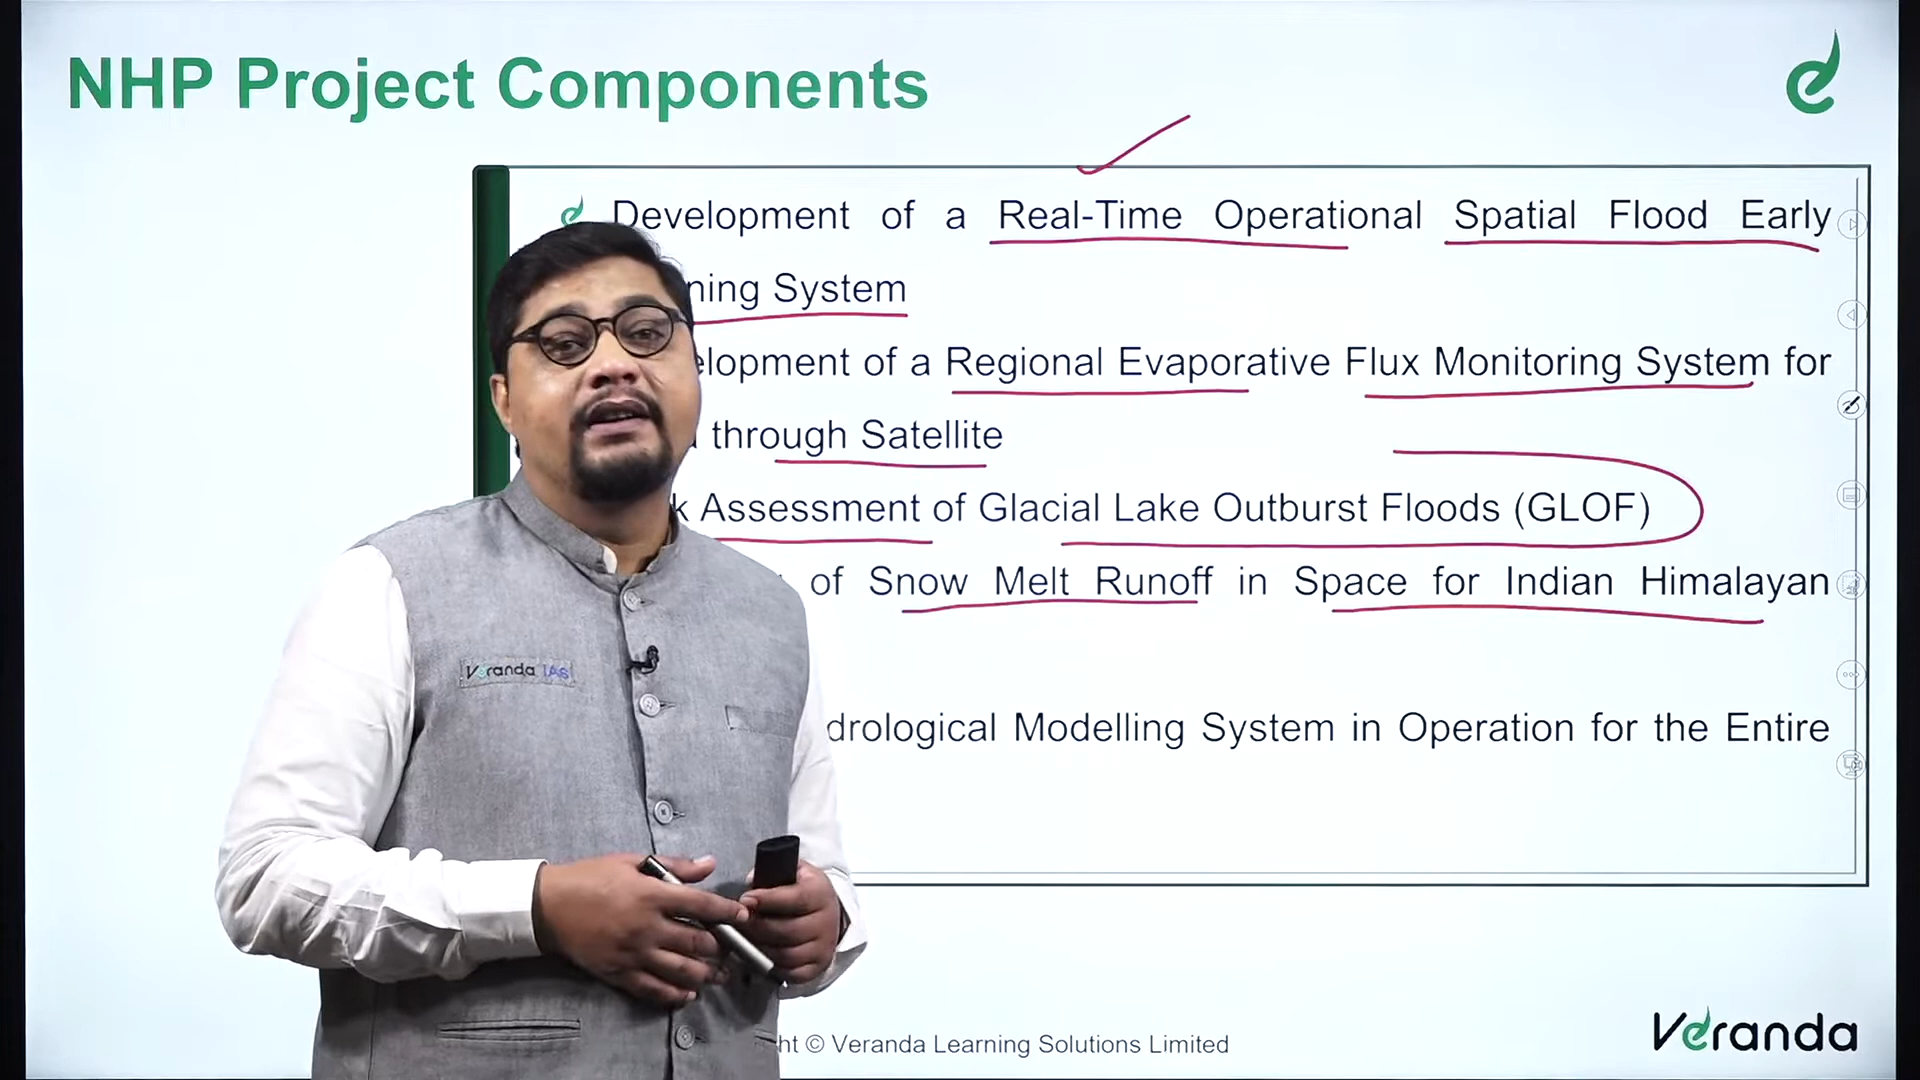 NHP Project Components
Development of a Real-Time Operational Spatial Flood Early
ning System
elopment of a Regional Evaporative Flux Monitoring System for
through Satellite
k Assessment of Glacial Lake Outburst Floods (GLOF)
of Snow Melt Runoff in Space for Indian Himalayan
drological Modelling System in Operation for the Entire
Veranda IAS
ht © Veranda Learning Solutions Limited
Veranda